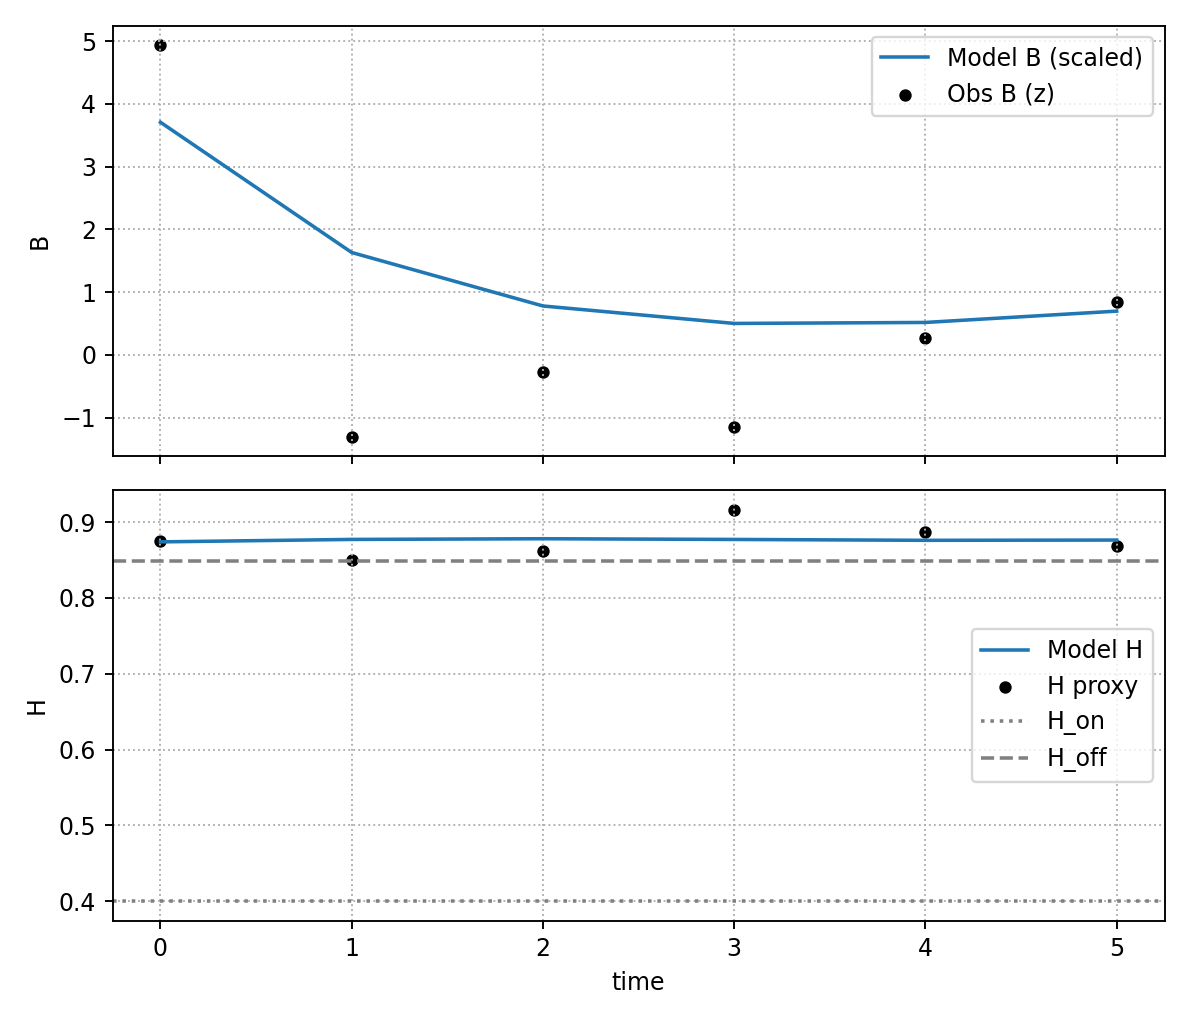 5
4
3
2
1
0
−1
B
Model B (scaled)
Obs B (z)
0.9
0.8
0.7
0.6
0.5
0.4
H
Model H
H proxy
H_on
H_off
0 1 2 3 4 5
time